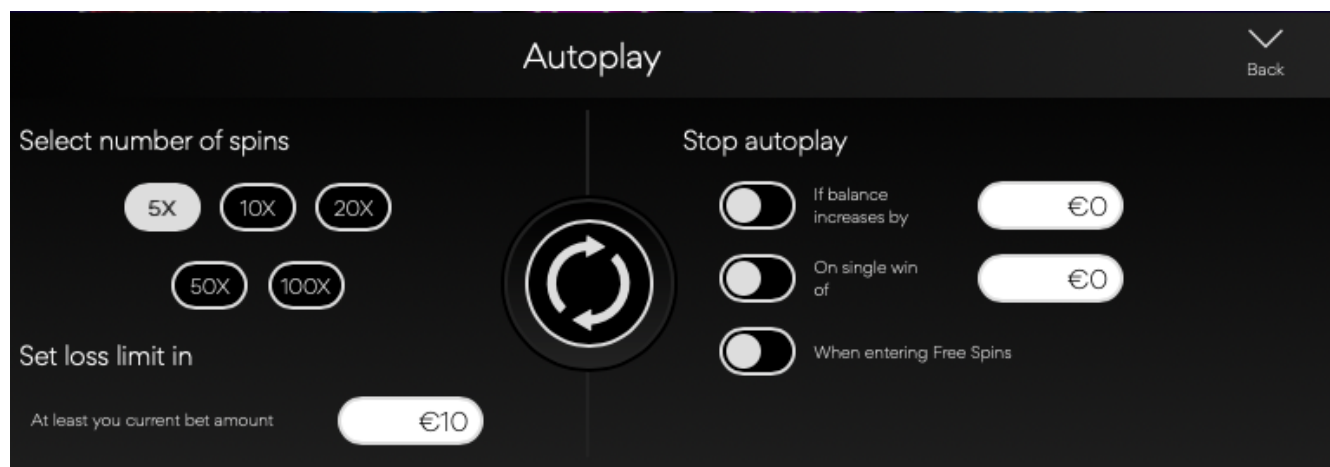 Autoplay
Back
Select number of spins
5X 10X 20X
50X 100X
Set loss limit in
At least you current bet amount €10
Stop autoplay
If balance
increases by €0
On single win
of €0
When entering Free Spins